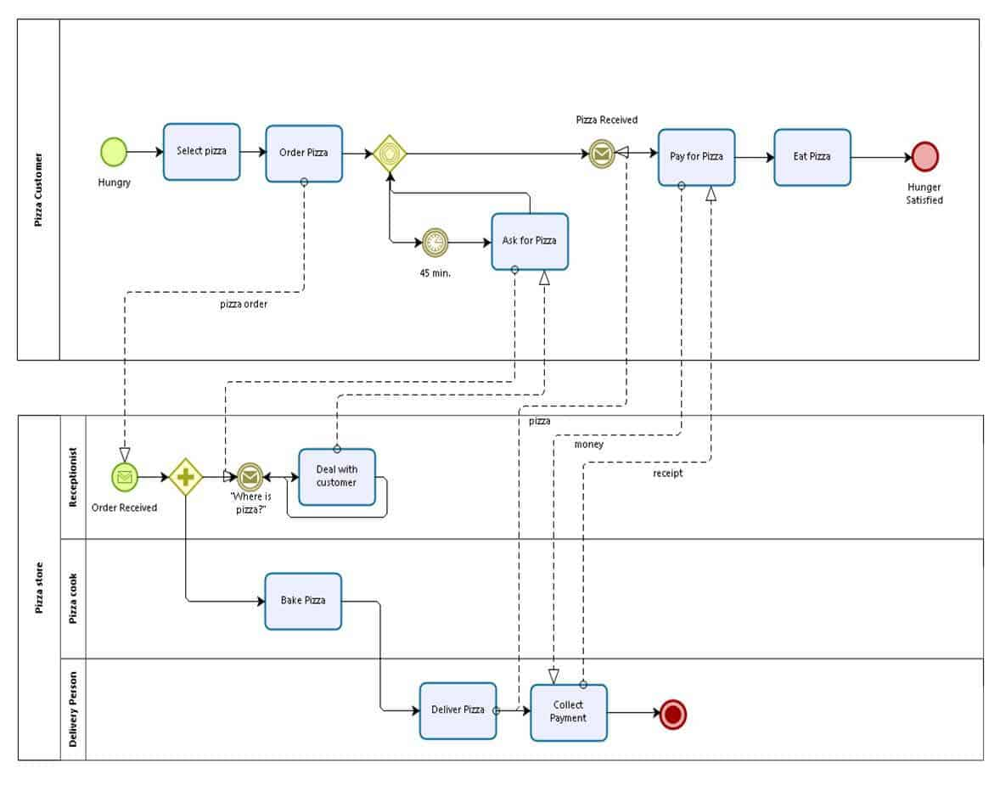 Pizza Customer
Hungry
Select pizza
Order Pizza
Pizza Received
Pay for Pizza
Eat Pizza
Hunger
Satisfied
45 min.
Ask for Pizza
pizza order
Pizza store
Receptionist
Order Received
"Where is
pizza?"
Deal with
customer
pizza
money
receipt
Pizza cook
Bake Pizza
Delivery Person
Deliver Pizza
Collect
Payment